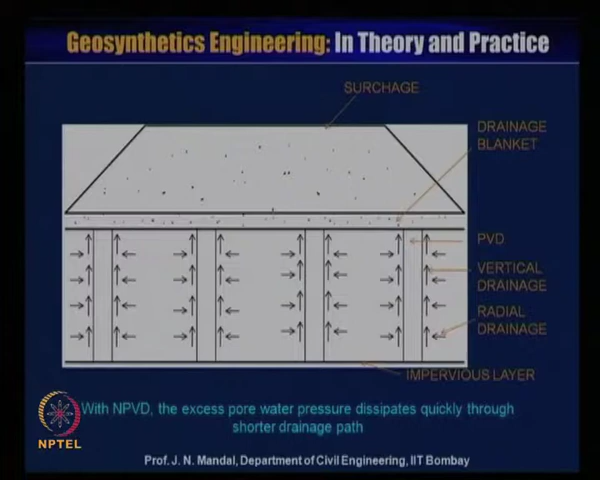 Geosynthetics Engineering: In Theory and Practice
SURCHAGE
DRAINAGE
BLANKET
PVD
VERTICAL
DRAINAGE
RADIAL
DRAINAGE
IMPERVIOUS LAYER
With NPVD, the excess pore water pressure dissipates quickly through
shorter drainage path
NPTEL
Prof. J. N. Mandal, Department of Civil Engineering, IIT Bombay